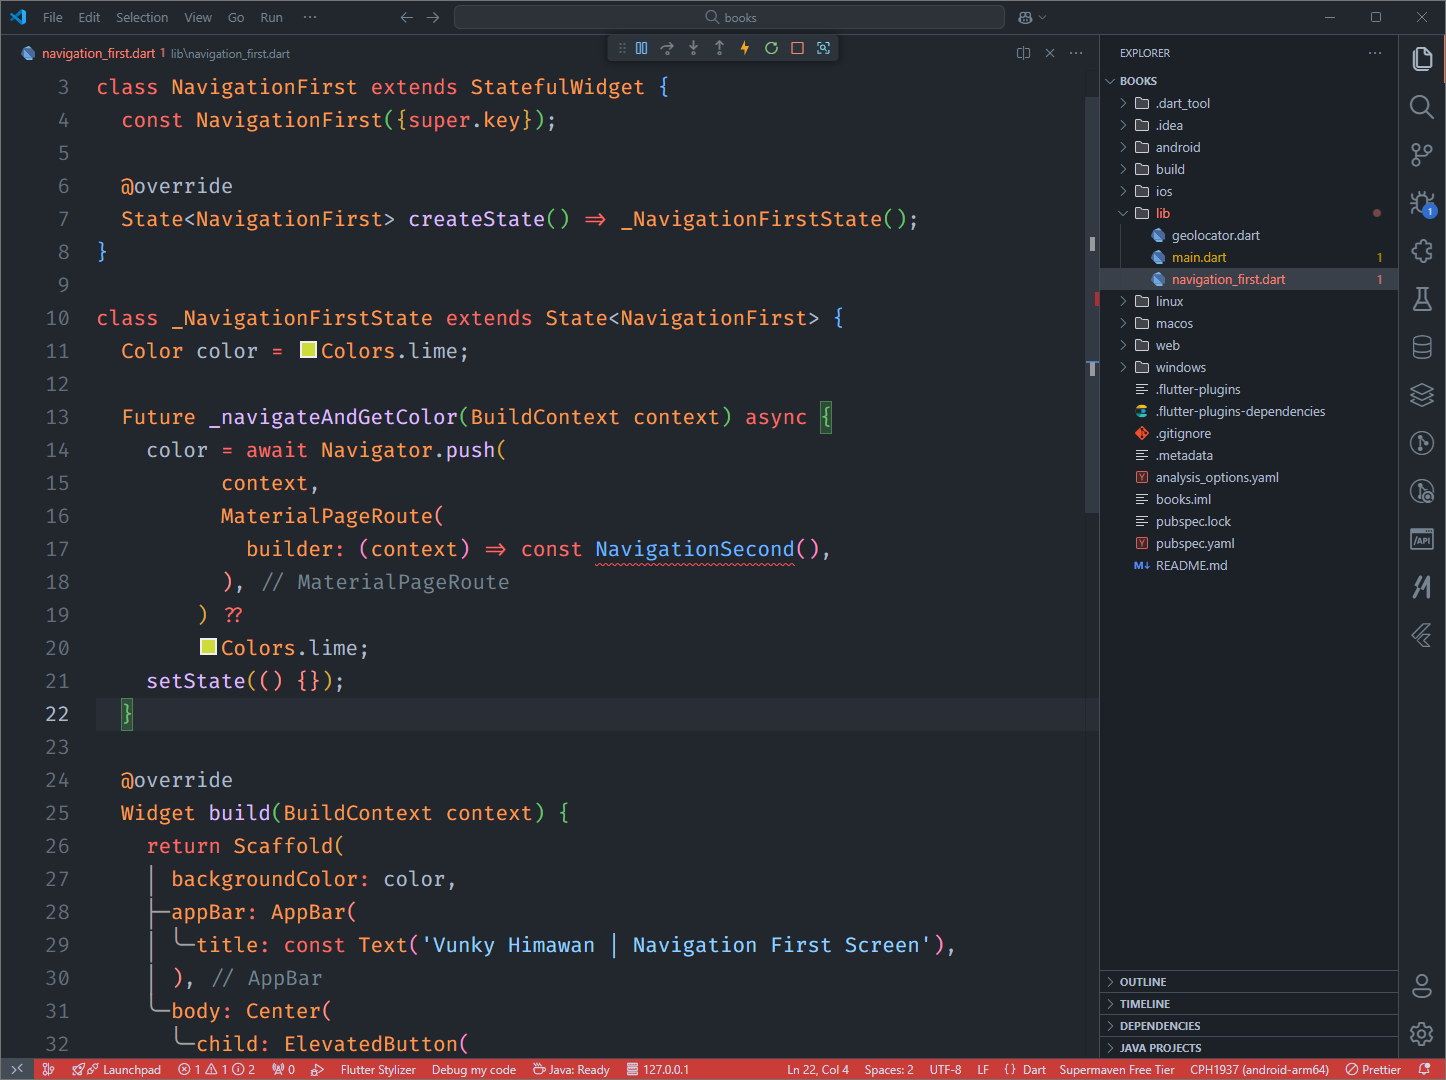 File Edit Selection View Go Run ··· books
navigation_first.dart 1 lib\navigation_first.dart
3 class NavigationFirst extends StatefulWidget {
4 const NavigationFirst({super.key});
5
6 @override
7 State<NavigationFirst> createState() => _NavigationFirstState();
8 }
9
10 class _NavigationFirstState extends State<NavigationFirst> {
11 Color color = Colors.lime;
12
13 Future _navigateAndGetColor(BuildContext context) async {
14 color = await Navigator.push(
15 context,
16 MaterialPageRoute(
17 builder: (context) => const NavigationSecond(),
18 ), // MaterialPageRoute
19 ) ??
20 Colors.lime;
21 setState(() {});
22 }
23
24 @override
25 Widget build(BuildContext context) {
26 return Scaffold(
27 backgroundColor: color,
28 appBar: AppBar(
29 title: const Text('Vunky Himawan | Navigation First Screen'),
30 ), // AppBar
31 body: Center(
32 child: ElevatedButton(
EXPLORER
BOOKS
.dart_tool
.idea
android
build
ios
lib
geolocator.dart
main.dart 1
navigation_first.dart 1
linux
macos
web
windows
.flutter-plugins
.flutter-plugins-dependencies
.gitignore
.metadata
Y analysis_options.yaml
books.iml
pubspec.lock
Y pubspec.yaml
M↓ README.md
OUTLINE
TIMELINE
DEPENDENCIES
JAVA PROJECTS
1
/API
Launchpad 1 1 2 0 Flutter Stylizer Debug my code Java: Ready 127.0.0.1 Ln 22, Col 4 Spaces: 2 UTF-8 LF { } Dart Supermaven Free Tier CPH1937 (android-arm64) Prettier